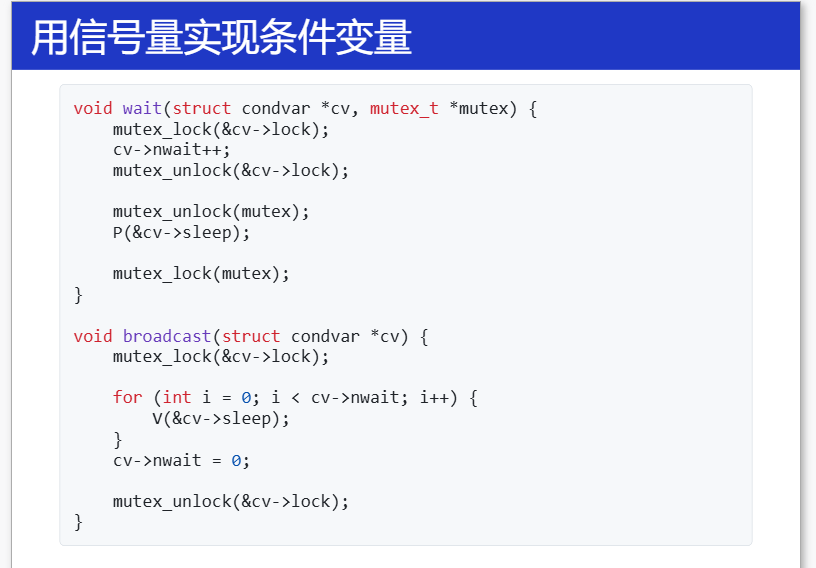 用信号量实现条件变量
void wait(struct condvar *cv, mutex_t *mutex) {
    mutex_lock(&cv->lock);
    cv->nwait++;
    mutex_unlock(&cv->lock);

    mutex_unlock(mutex);
    P(&cv->sleep);

    mutex_lock(mutex);
}

void broadcast(struct condvar *cv) {
    mutex_lock(&cv->lock);

    for (int i = 0; i < cv->nwait; i++) {
        V(&cv->sleep);
    }
    cv->nwait = 0;

    mutex_unlock(&cv->lock);
}